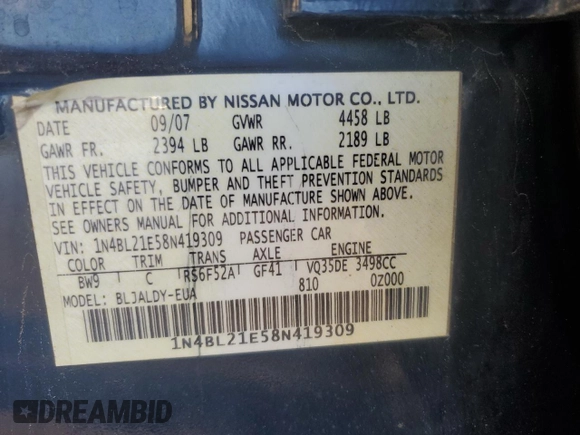 MANUFACTURED BY NISSAN MOTOR CO., LTD.
DATE 09/07 GVWR 4458 LB
GAWR FR. 2394 LB GAWR RR. 2189 LB
THIS VEHICLE CONFORMS TO ALL APPLICABLE FEDERAL MOTOR
VEHICLE SAFETY, BUMPER AND THEFT PREVENTION STANDARDS
IN EFFECT ON THE DATE OF MANUFACTURE SHOWN ABOVE.
SEE OWNERS MANUAL FOR ADDITIONAL INFORMATION.
VIN: 1N4BL21E58N419309 PASSENGER CAR
COLOR TRIM TRANS AXLE ENGINE
BW9 C RS6F52A GF41 VQ35DE 3498CC
MODEL: BLJALDY-EUA 810 0Z000
1N4BL21E58N419309
DREAMBID